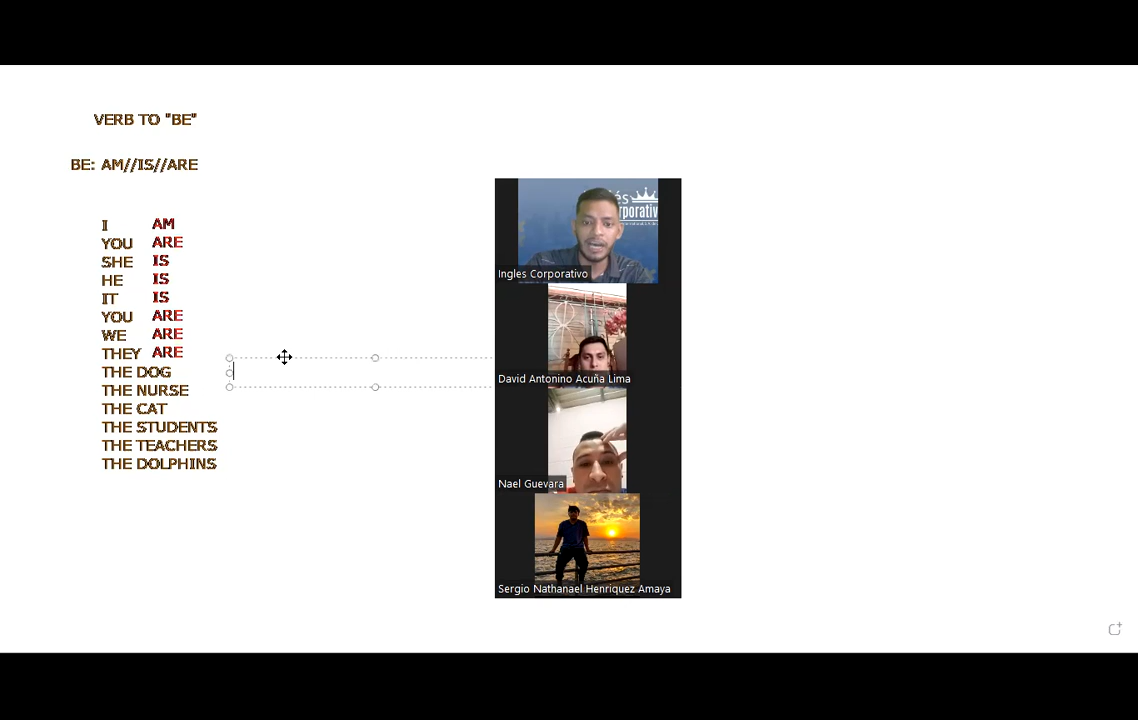 VERB TO "BE"
BE: AM//IS//ARE
I AM
YOU ARE
SHE IS
HE IS
IT IS
YOU ARE
WE ARE
THEY ARE
THE DOG
THE NURSE
THE CAT
THE STUDENTS
THE TEACHERS
THE DOLPHINS
Ingles Corporativo
David Antonino Acuña Lima
Nael Guevara
Sergio Nathanael Henriquez Amaya